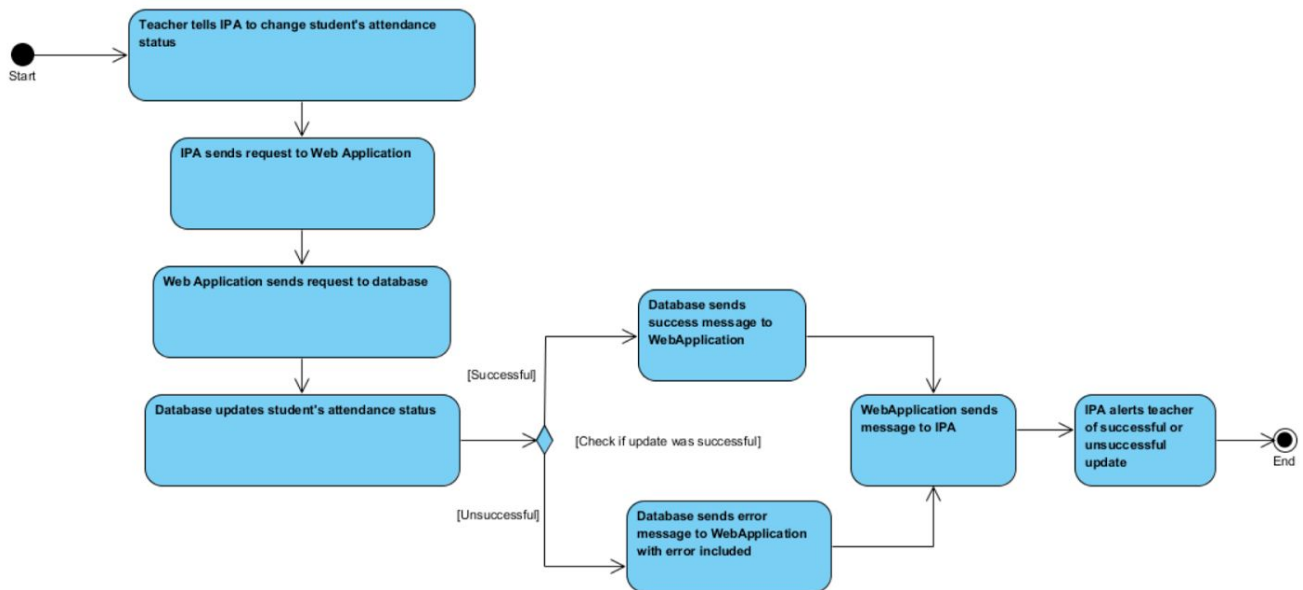 Teacher tells IPA to change student's attendance
status
Start
IPA sends request to Web Application
Web Application sends request to database
Database sends
success message to
WebApplication
[Successful]
Database updates student's attendance status
[Check if update was successful]
WebApplication sends
message to IPA
IPA alerts teacher
of successful or
unsuccessful
update
End
[Unsuccessful]
Database sends error
message to WebApplication
with error included